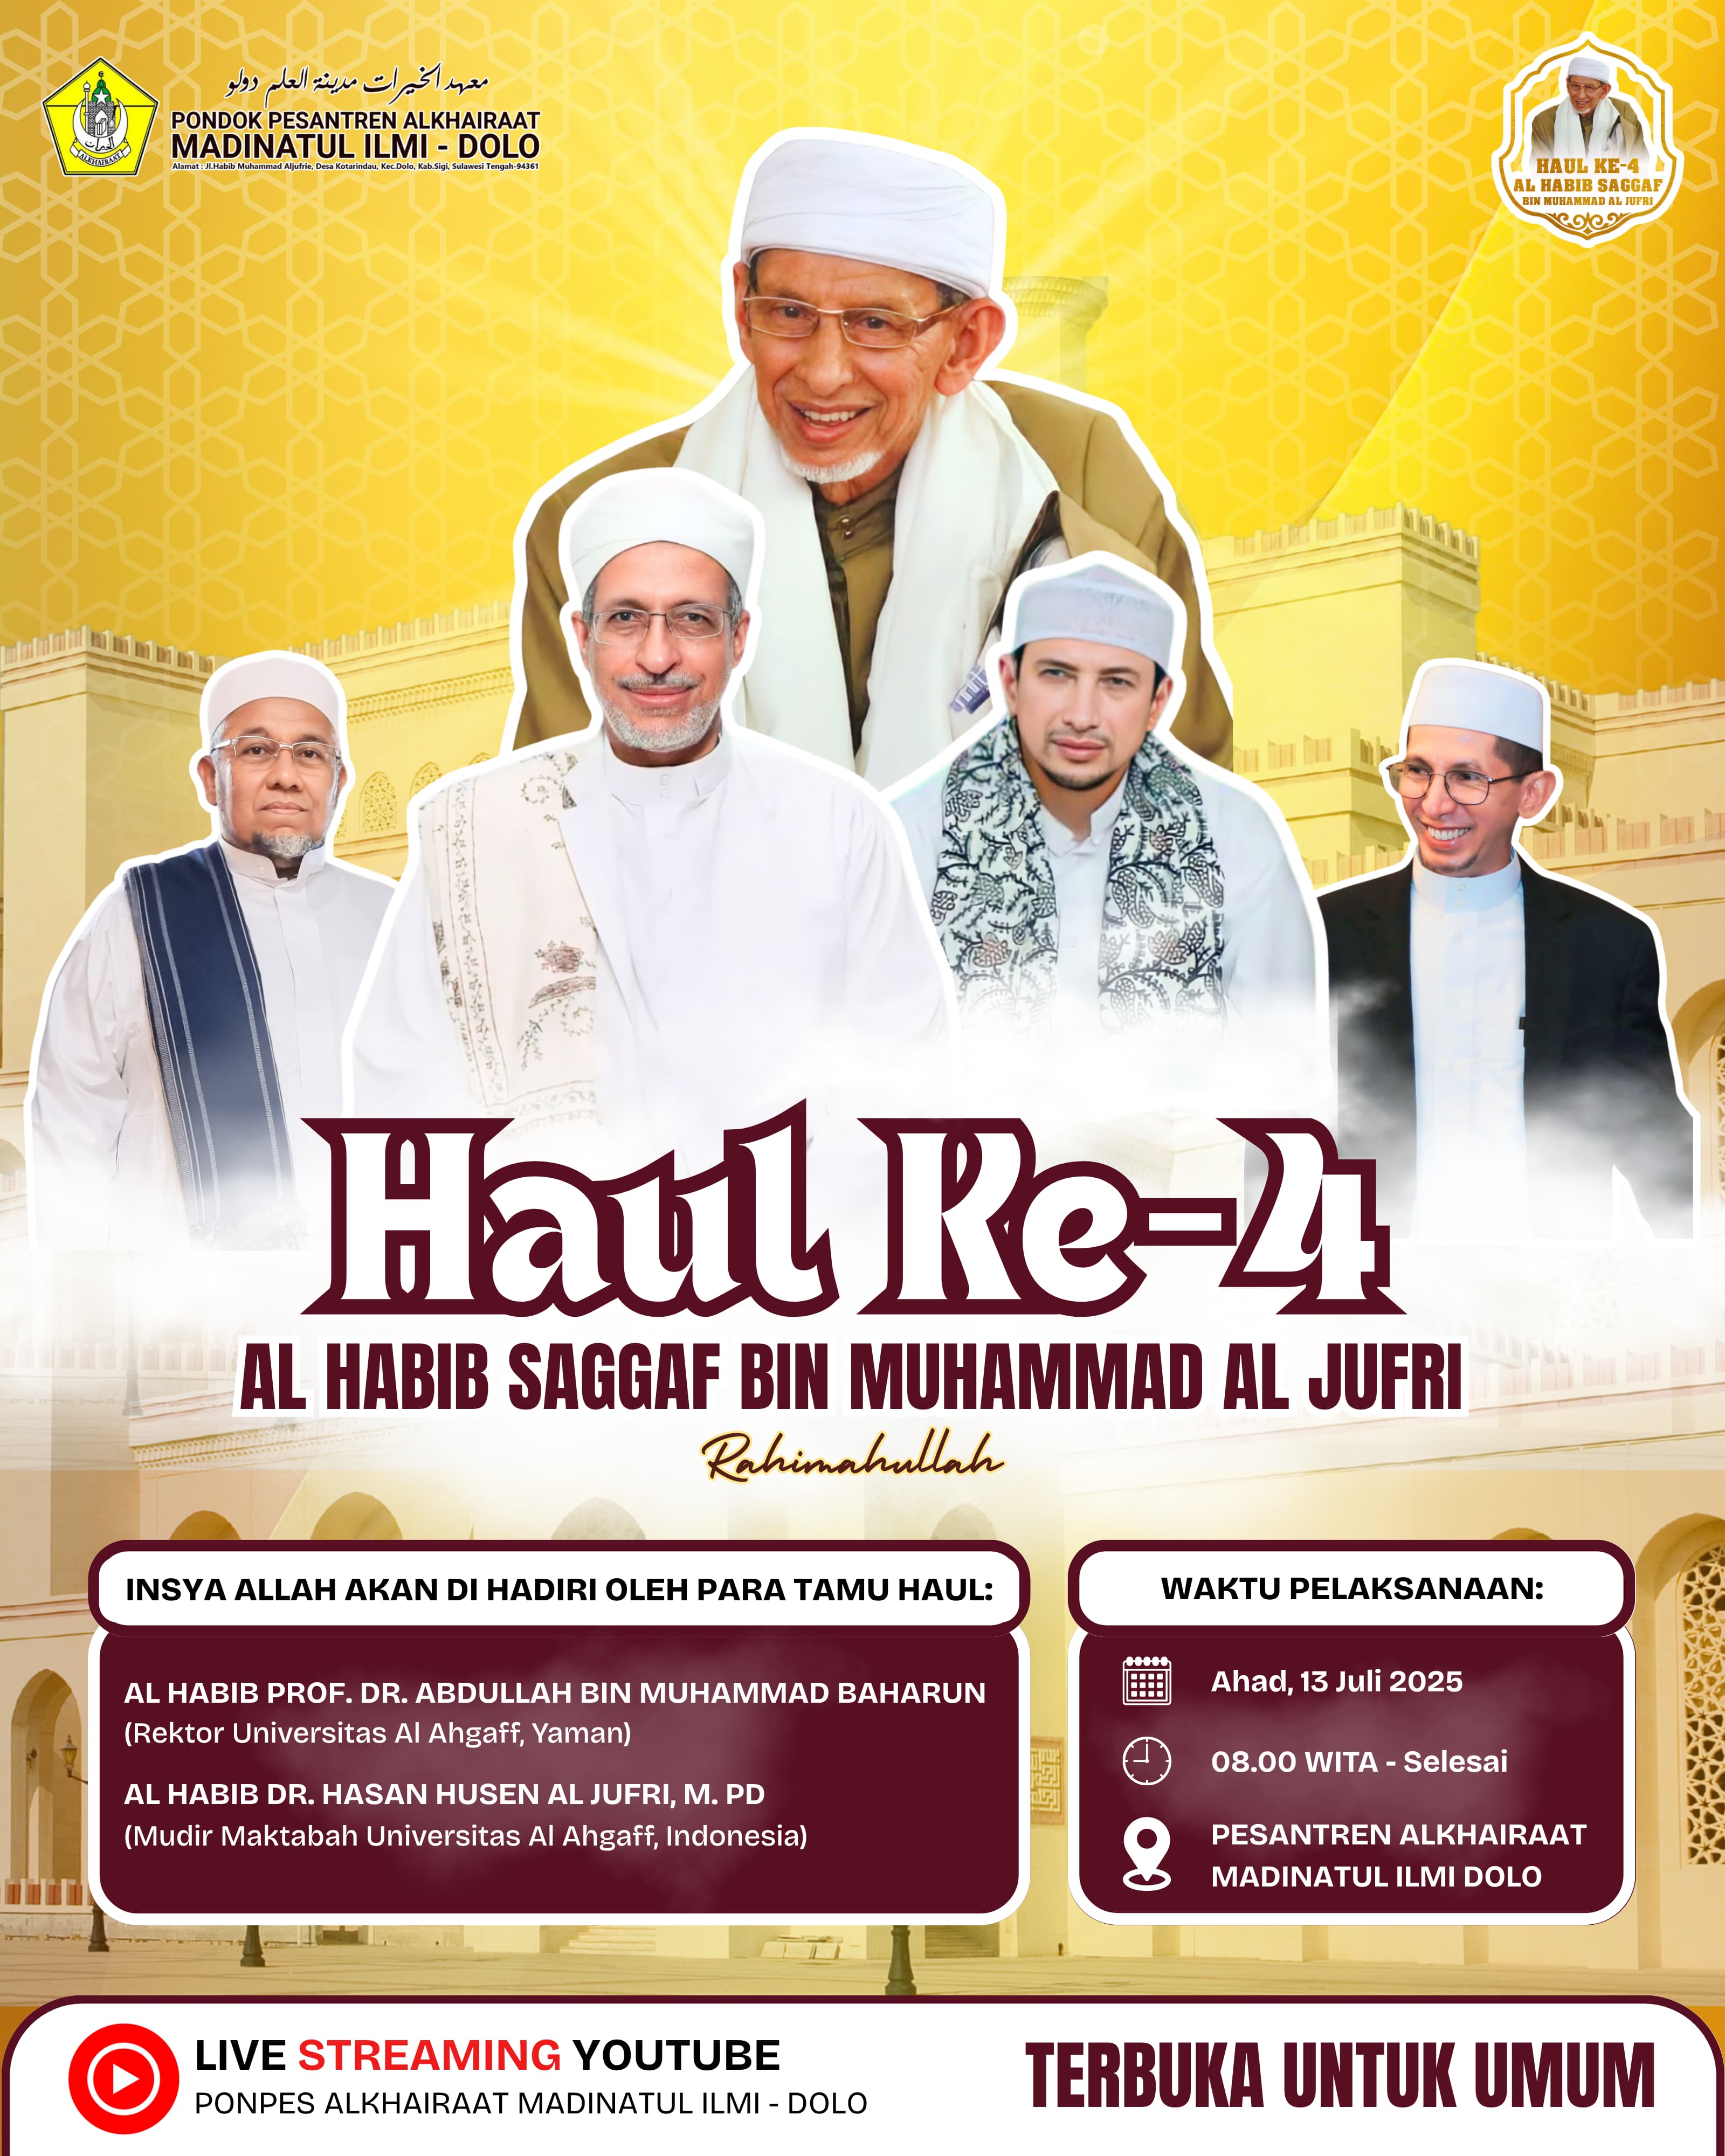 معهد الخيرات مدينة العلم دولو
PONDOK PESANTREN ALKHAIRAAT
MADINATUL ILMI - DOLO
Alamat : Jl.Habib Muhammad Aljufrie, Desa Kotarindau, Kec.Dolo, Kab.Sigi, Sulawesi Tengah-94361
ALKHAIRAAT
HAUL KE-4
AL HABIB SAGGAF
BIN MUHAMMAD AL JUFRI
Haul Ke-4
AL HABIB SAGGAF BIN MUHAMMAD AL JUFRI
Rahimahullah
INSYA ALLAH AKAN DI HADIRI OLEH PARA TAMU HAUL:
AL HABIB PROF. DR. ABDULLAH BIN MUHAMMAD BAHARUN
(Rektor Universitas Al Ahgaff, Yaman)
AL HABIB DR. HASAN HUSEN AL JUFRI, M. PD
(Mudir Maktabah Universitas Al Ahgaff, Indonesia)
WAKTU PELAKSANAAN:
Ahad, 13 Juli 2025
08.00 WITA - Selesai
PESANTREN ALKHAIRAAT
MADINATUL ILMI DOLO
LIVE STREAMING YOUTUBE
PONPES ALKHAIRAAT MADINATUL ILMI - DOLO
TERBUKA UNTUK UMUM